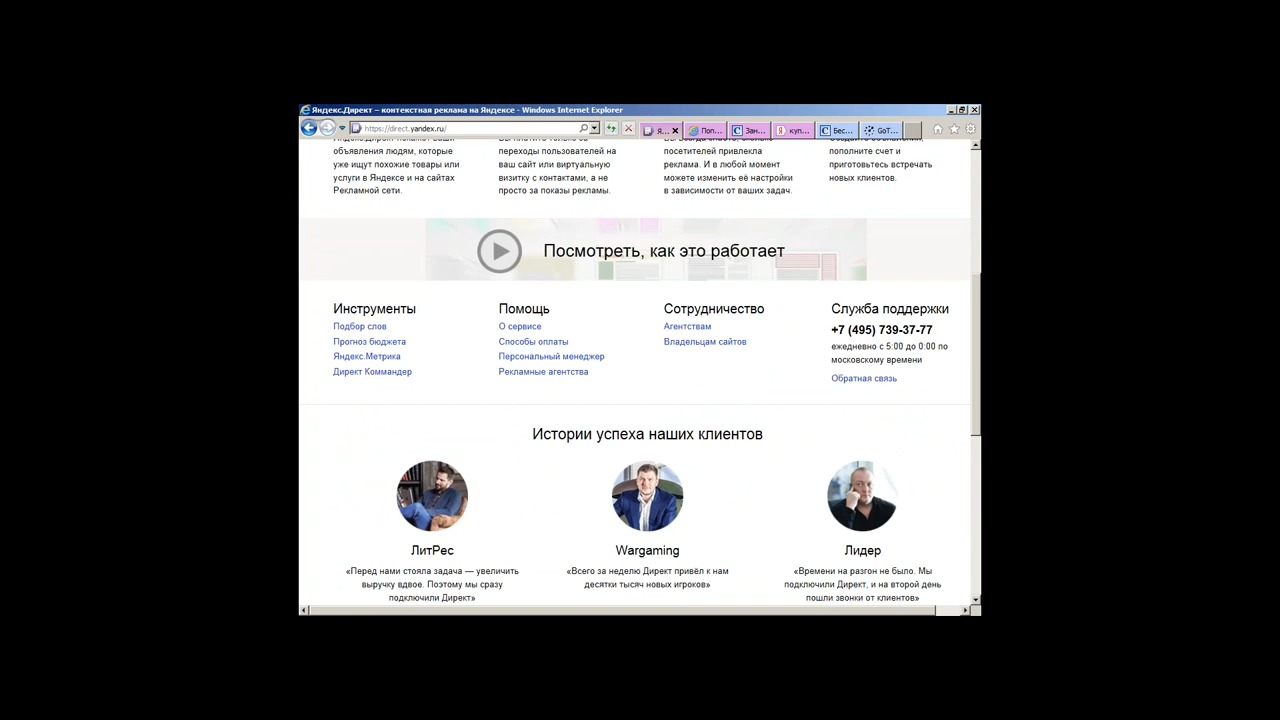 Яндекс.Директ – контекстная реклама на Яндексе - Windows Internet Explorer
https://direct.yandex.ru/
Я...
Поп...
Зан...
куп...
Бес...
GoT...
объявления людям, которые
уже ищут похожие товары или
услуги в Яндексе и на сайтах
Рекламной сети.
переходы пользователей на
ваш сайт или виртуальную
визитку с контактами, а не
просто за показы рекламы.
посетителей привлекла
реклама. И в любой момент
можете изменить её настройки
в зависимости от ваших задач.
пополните счет и
приготовьтесь встречать
новых клиентов.
Посмотреть, как это работает
Инструменты
Подбор слов
Прогноз бюджета
Яндекс.Метрика
Директ Коммандер
Помощь
О сервисе
Способы оплаты
Персональный менеджер
Рекламные агентства
Сотрудничество
Агентствам
Владельцам сайтов
Служба поддержки
+7 (495) 739-37-77
ежедневно с 5:00 до 0:00 по
московскому времени
Обратная связь
Истории успеха наших клиентов
ЛитРес
«Перед нами стояла задача — увеличить
выручку вдвое. Поэтому мы сразу
подключили Директ»
Wargaming
«Всего за неделю Директ привёл к нам
десятки тысяч новых игроков»
Лидер
«Времени на разгон не было. Мы
подключили Директ, и на второй день
пошли звонки от клиентов»